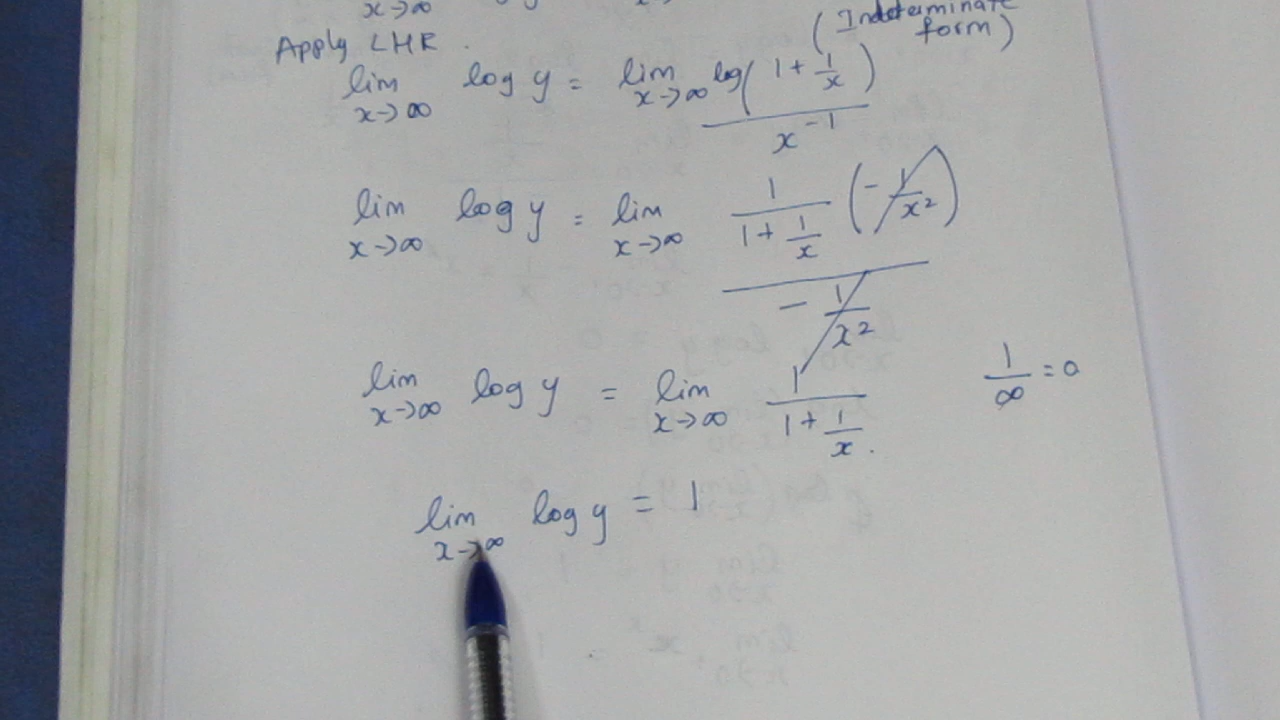 x→∞
(Indeterminate form)
Apply LHR.
lim x→∞ log y = lim x→∞ log(1 + 1/x) / x^-1
lim x→∞ log y = lim x→∞ 1/(1 + 1/x) (- 1/x²) / - 1/x²
lim x→∞ log y = lim x→∞ 1/(1 + 1/x). 1/∞ = 0
lim x→∞ log y = 1